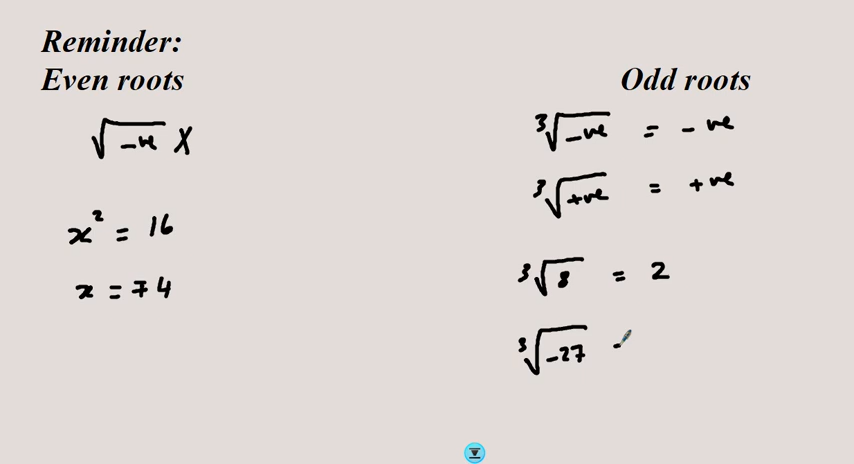 Reminder:
Even roots
√-ve X
x² = 16
x = ∓4
Odd roots
³√-ve = -ve
³√+ve = +ve
³√8 = 2
³√-27 -